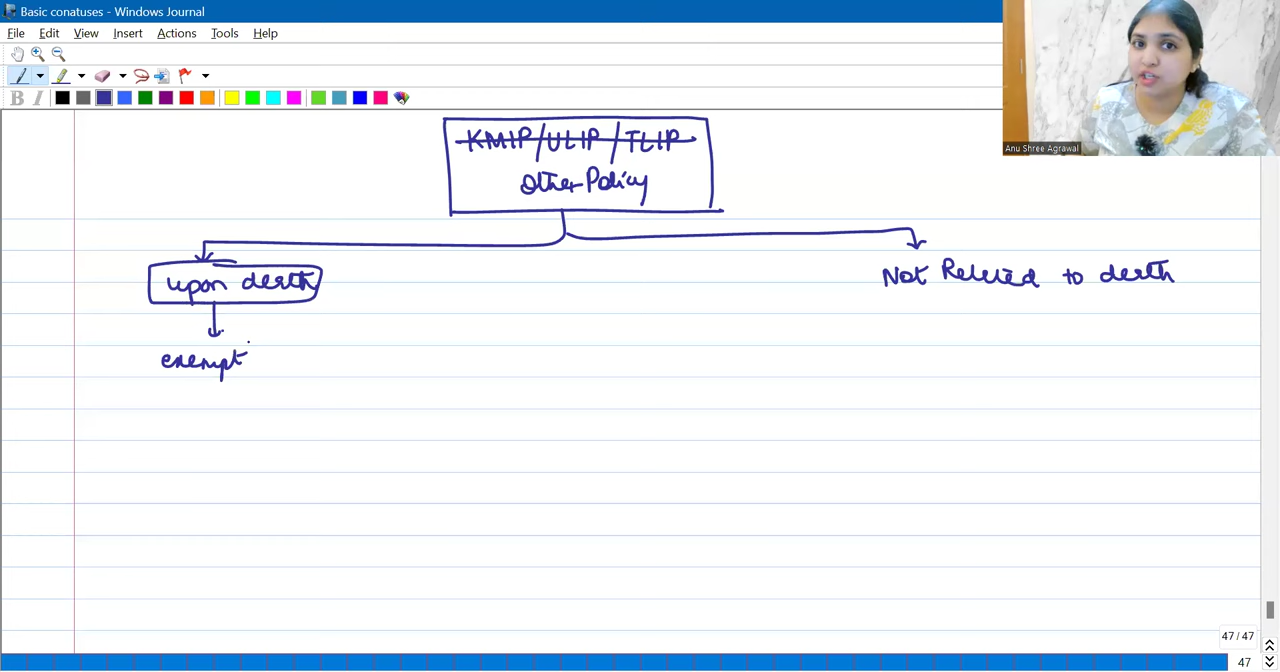 Basic conatuses - Windows Journal
File Edit View Insert Actions Tools Help
B I
Anu Shree Agrawal
KMIP/ULIP/TLIP
Other Policy
upon death
Not Related to death
exempt
47 / 47
47